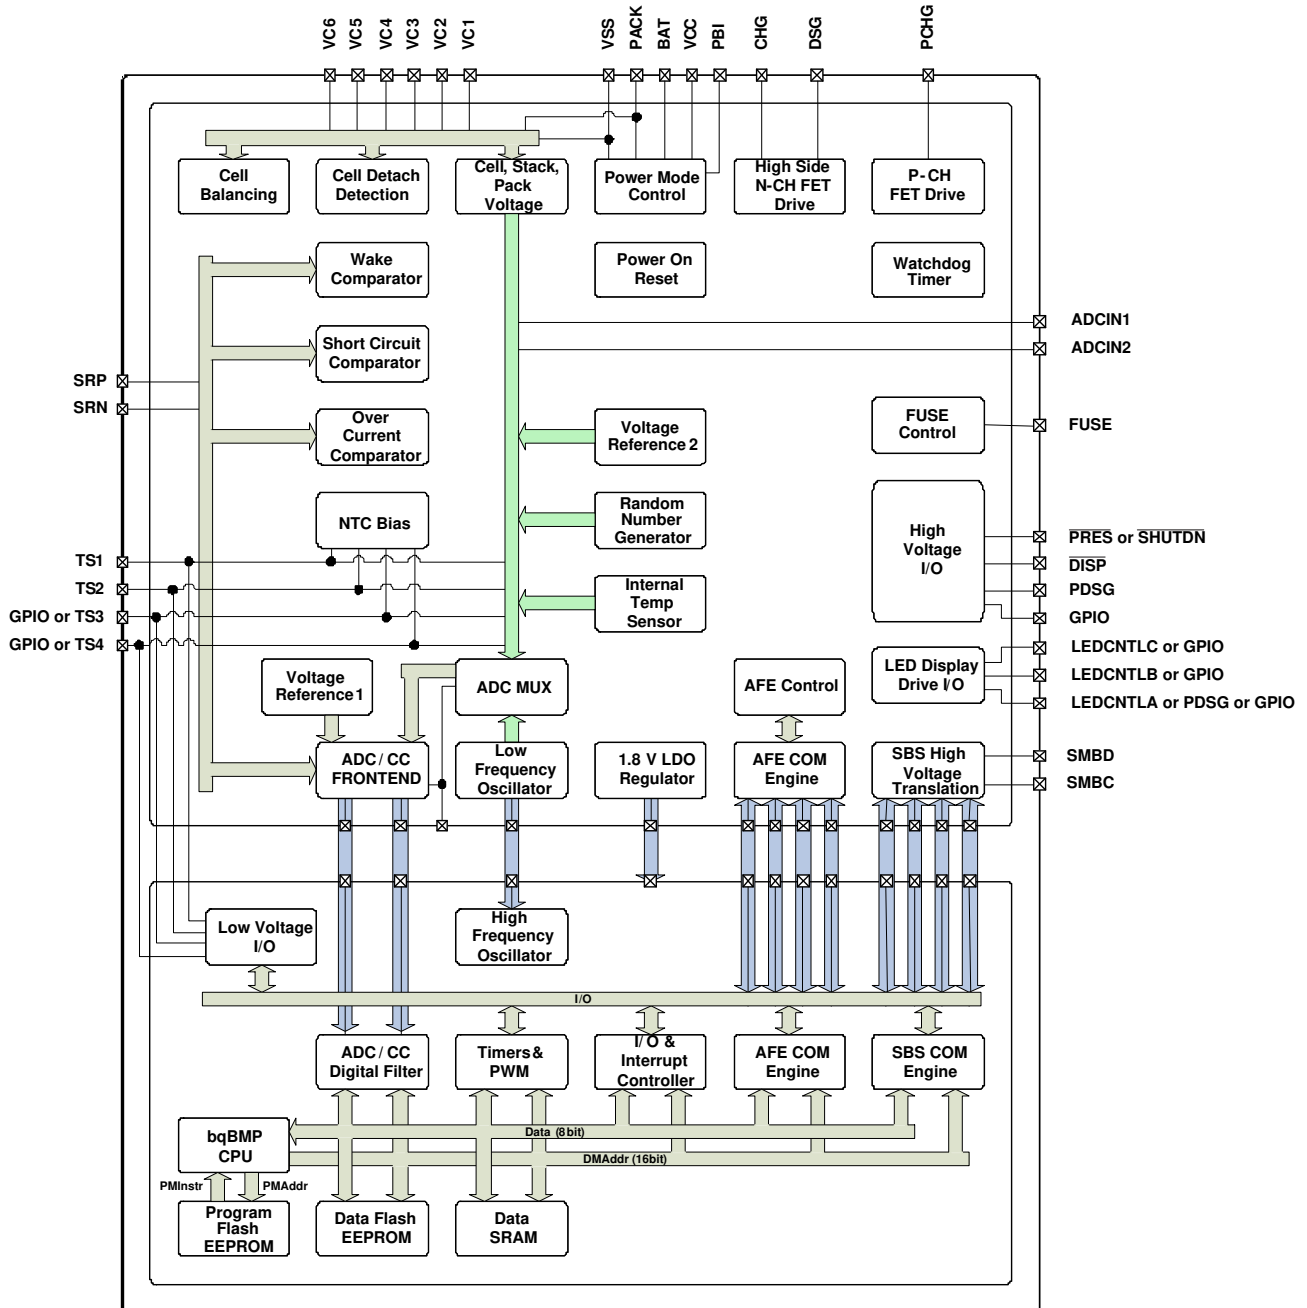 VC6
VC5
VC4
VC3
VC2
VC1
VSS
PACK
BAT
VCC
PBI
CHG
DSG
PCHG
Cell
Balancing
Cell Detach
Detection
Cell, Stack,
Pack
Voltage
Power Mode
Control
High Side
N-CH FET
Drive
P-CH
FET Drive
Wake
Comparator
Power On
Reset
Watchdog
Timer
ADCIN1
ADCIN2
Short Circuit
Comparator
SRP
SRN
Over
Current
Comparator
Voltage
Reference 2
FUSE
Control
FUSE
NTC Bias
Random
Number
Generator
High
Voltage
I/O
PRES or SHUTDN
DISP
PDSG
GPIO
TS1
TS2
GPIO or TS3
GPIO or TS4
Internal
Temp
Sensor
Voltage
Reference 1
ADC MUX
AFE Control
LED Display
Drive I/O
LEDCNTLC or GPIO
LEDCNTLB or GPIO
LEDCNTLA or PDSG or GPIO
ADC / CC
FRONTEND
Low
Frequency
Oscillator
1.8 V LDO
Regulator
AFE COM
Engine
SBS High
Voltage
Translation
SMBD
SMBC
Low Voltage
I/O
High
Frequency
Oscillator
I/O
ADC / CC
Digital Filter
Timers &
PWM
I/O &
Interrupt
Controller
AFE COM
Engine
SBS COM
Engine
bqBMP
CPU
Data (8bit)
DMAddr (16bit)
PMInstr
PMAddr
Program
Flash
EEPROM
Data Flash
EEPROM
Data
SRAM